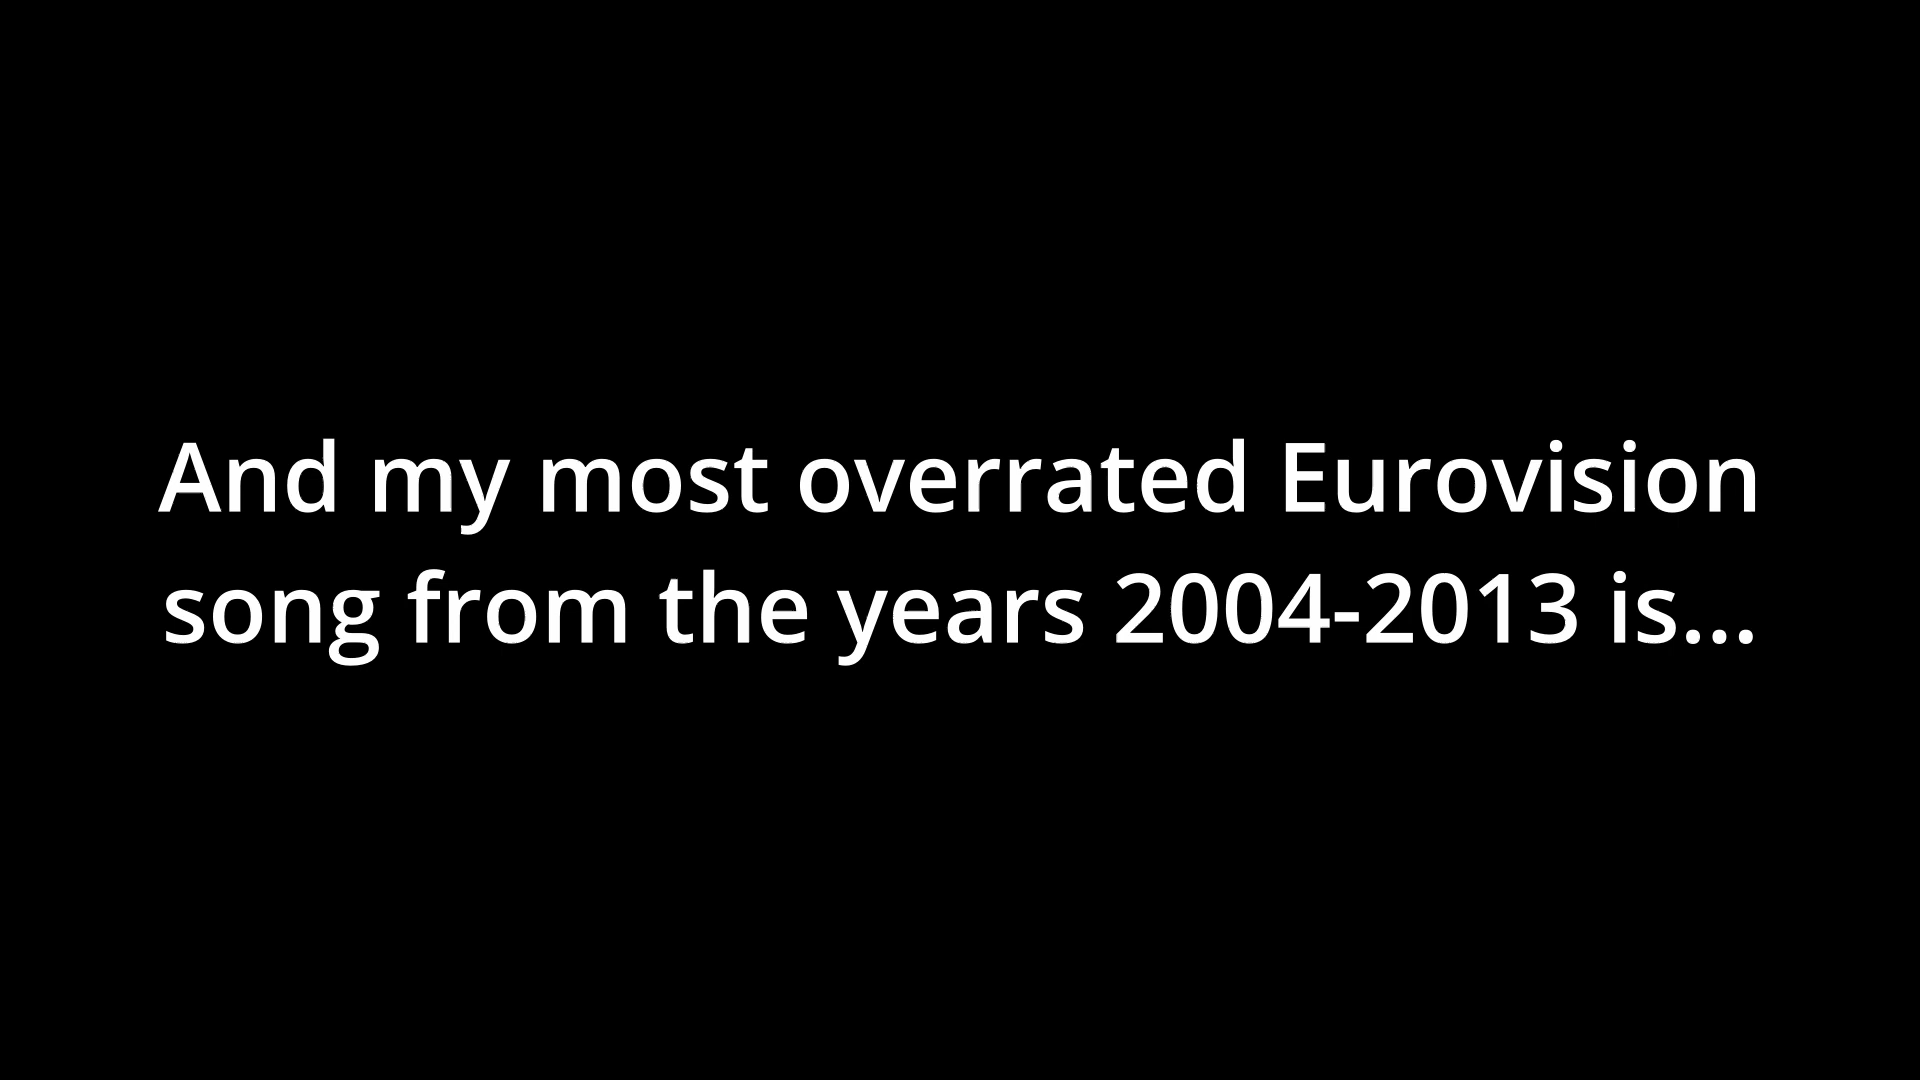 And my most overrated Eurovision
song from the years 2004-2013 is...